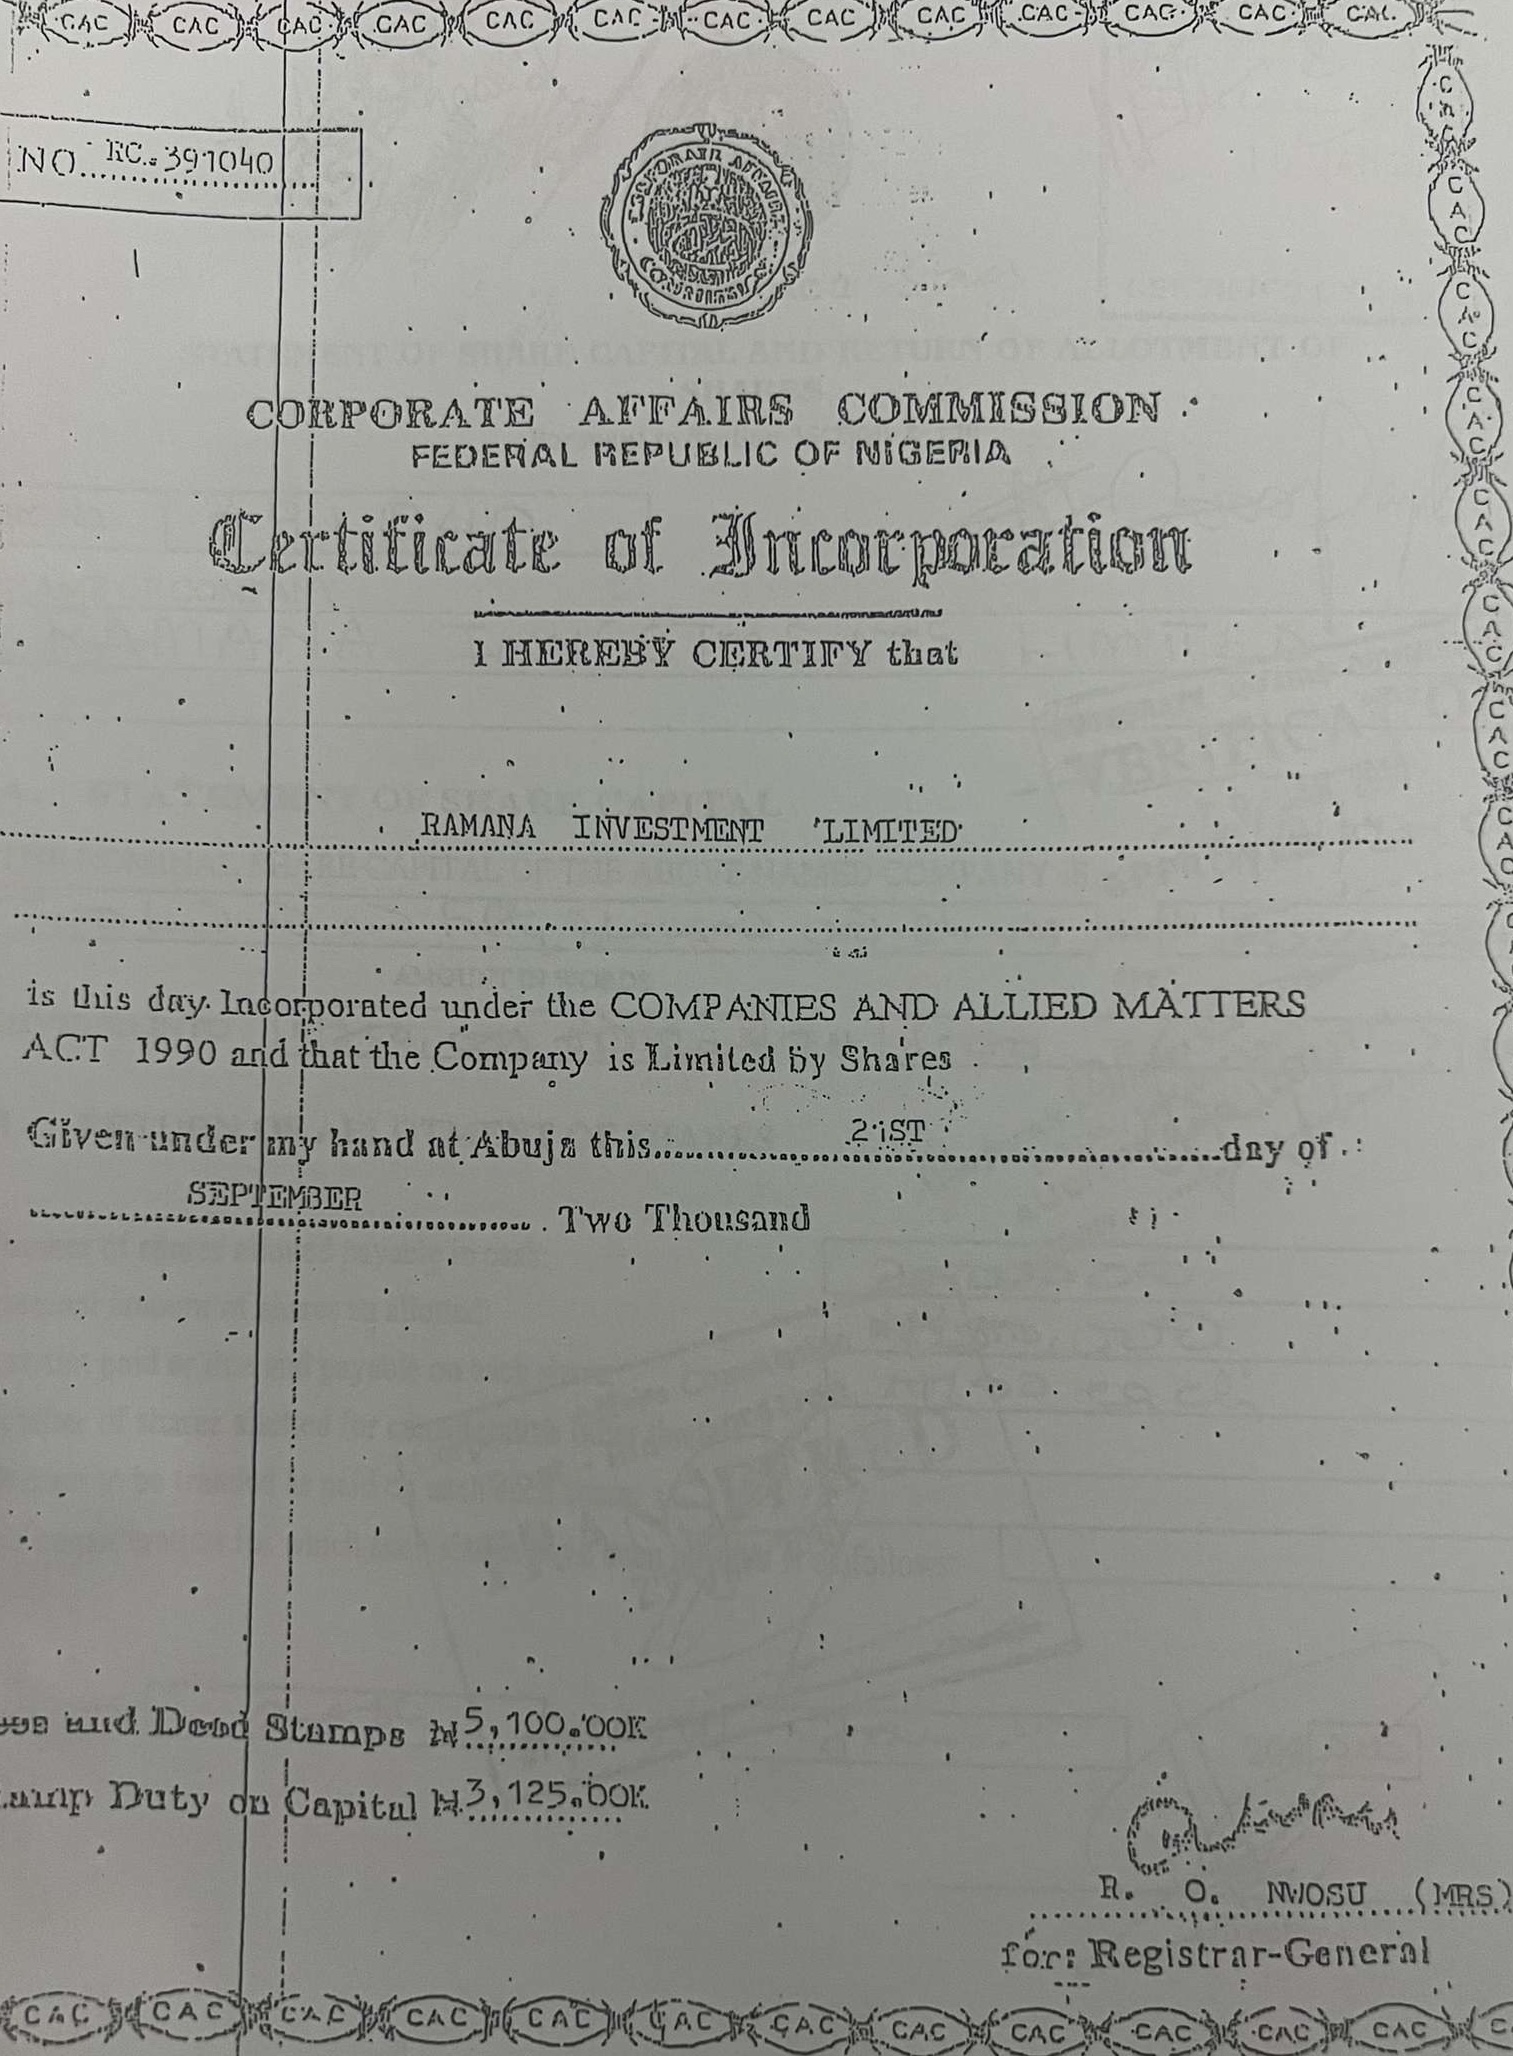 CAC CAC CAC CAC CAC CAC CAC CAC CAC CAC CAC CAC CAC
NO. RC. 391040
CORPORATE AFFAIRS COMMISSION
CORPORATE AFFAIRS COMMISSION
FEDERAL REPUBLIC OF NIGERIA
Certificate of Incorporation
I HEREBY CERTIFY that
RAMANA INVESTMENT LIMITED
is this day Incorporated under the COMPANIES AND ALLIED MATTERS
ACT 1990 and that the Company is Limited by Shares
Given under my hand at Abuja this 21ST day of
SEPTEMBER Two Thousand
and Deed Stamps ₦5,100.00K
Duty on Capital ₦3,125.00K
R. O. NWOSU (MRS)
for: Registrar-General
CAC CAC CAC CAC CAC CAC CAC CAC CAC CAC CAC CAC